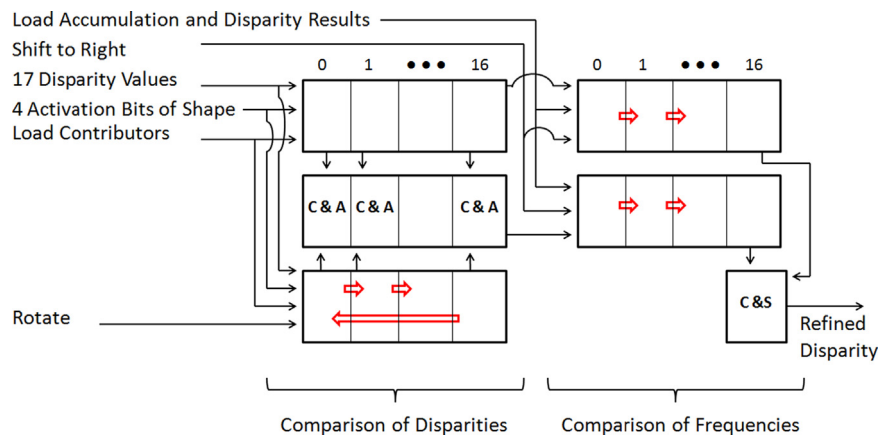 Load Accumulation and Disparity Results
Shift to Right
17 Disparity Values
4 Activation Bits of Shape
Load Contributors
Rotate
0 1 ●●● 16
0 1 ●●● 16
C & A C & A C & A
C &S
Refined
Disparity
Comparison of Disparities
Comparison of Frequencies